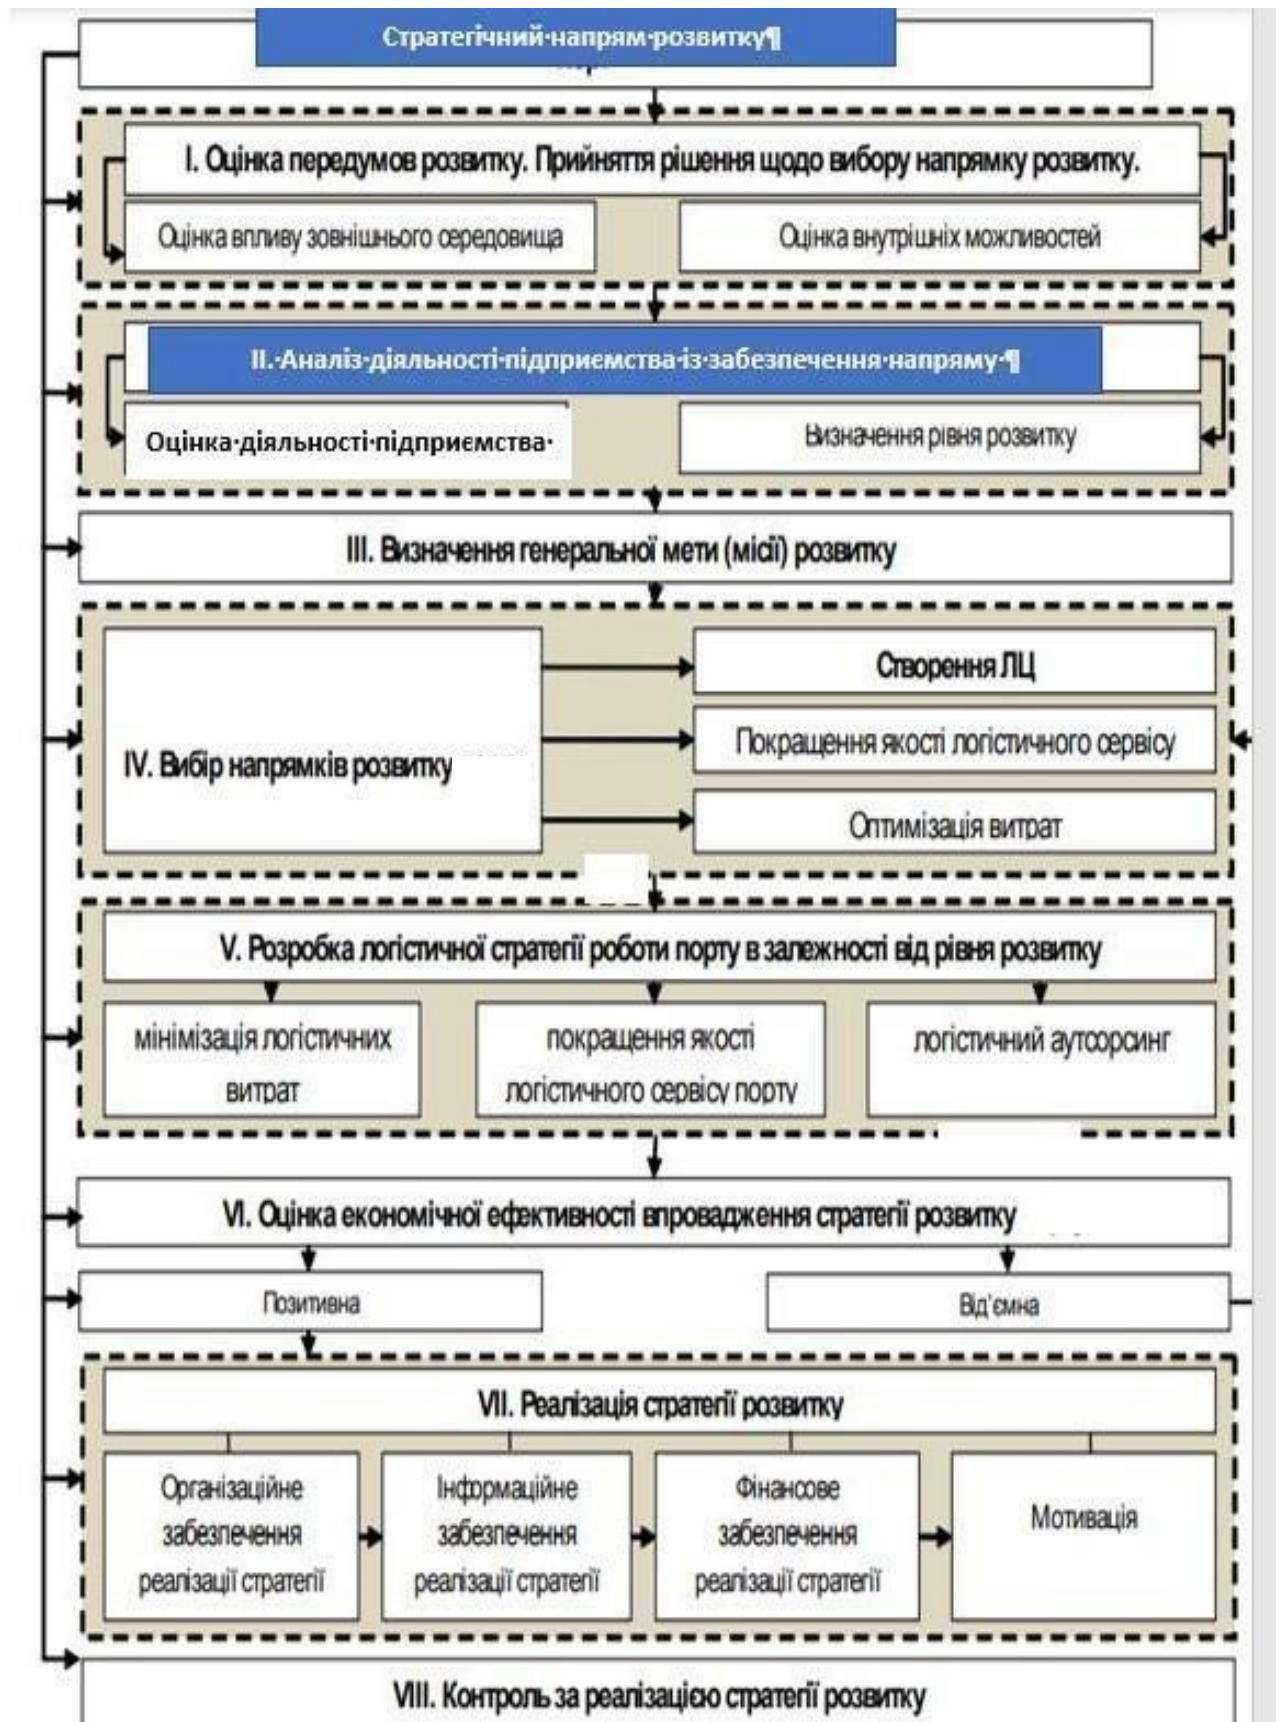 Стратегічний·напрям·розвитку¶
І. Оцінка передумов розвитку. Прийняття рішення щодо вибору напрямку розвитку.
Оцінка впливу зовнішнього середовища
Оцінка внутрішніх можливостей
ІІ.·Аналіз·діяльності·підприємства·із·забезпечення·напряму·¶
Оцінка·діяльності·підприємства·
Визначення рівня розвитку
ІІІ. Визначення генеральної мети (місії) розвитку
IV. Вибір напрямків розвитку
Створення ЛЦ
Покращення якості логістичного сервісу
Оптимізація витрат
V. Розробка логістичної стратегії роботи порту в залежності від рівня розвитку
мінімізація логістичних
витрат
покращення якості
логістичного сервісу порту
логістичний аутсорсинг
VI. Оцінка економічної ефективності впровадження стратегії розвитку
Позитивна
Від'ємна
VII. Реалізація стратегії розвитку
Організаційне
забезпечення
реалізації стратегії
Інформаційне
забезпечення
реалізації стратегії
Фінансове
забезпечення
реалізації стратегії
Мотивація
VIII. Контроль за реалізацією стратегії розвитку